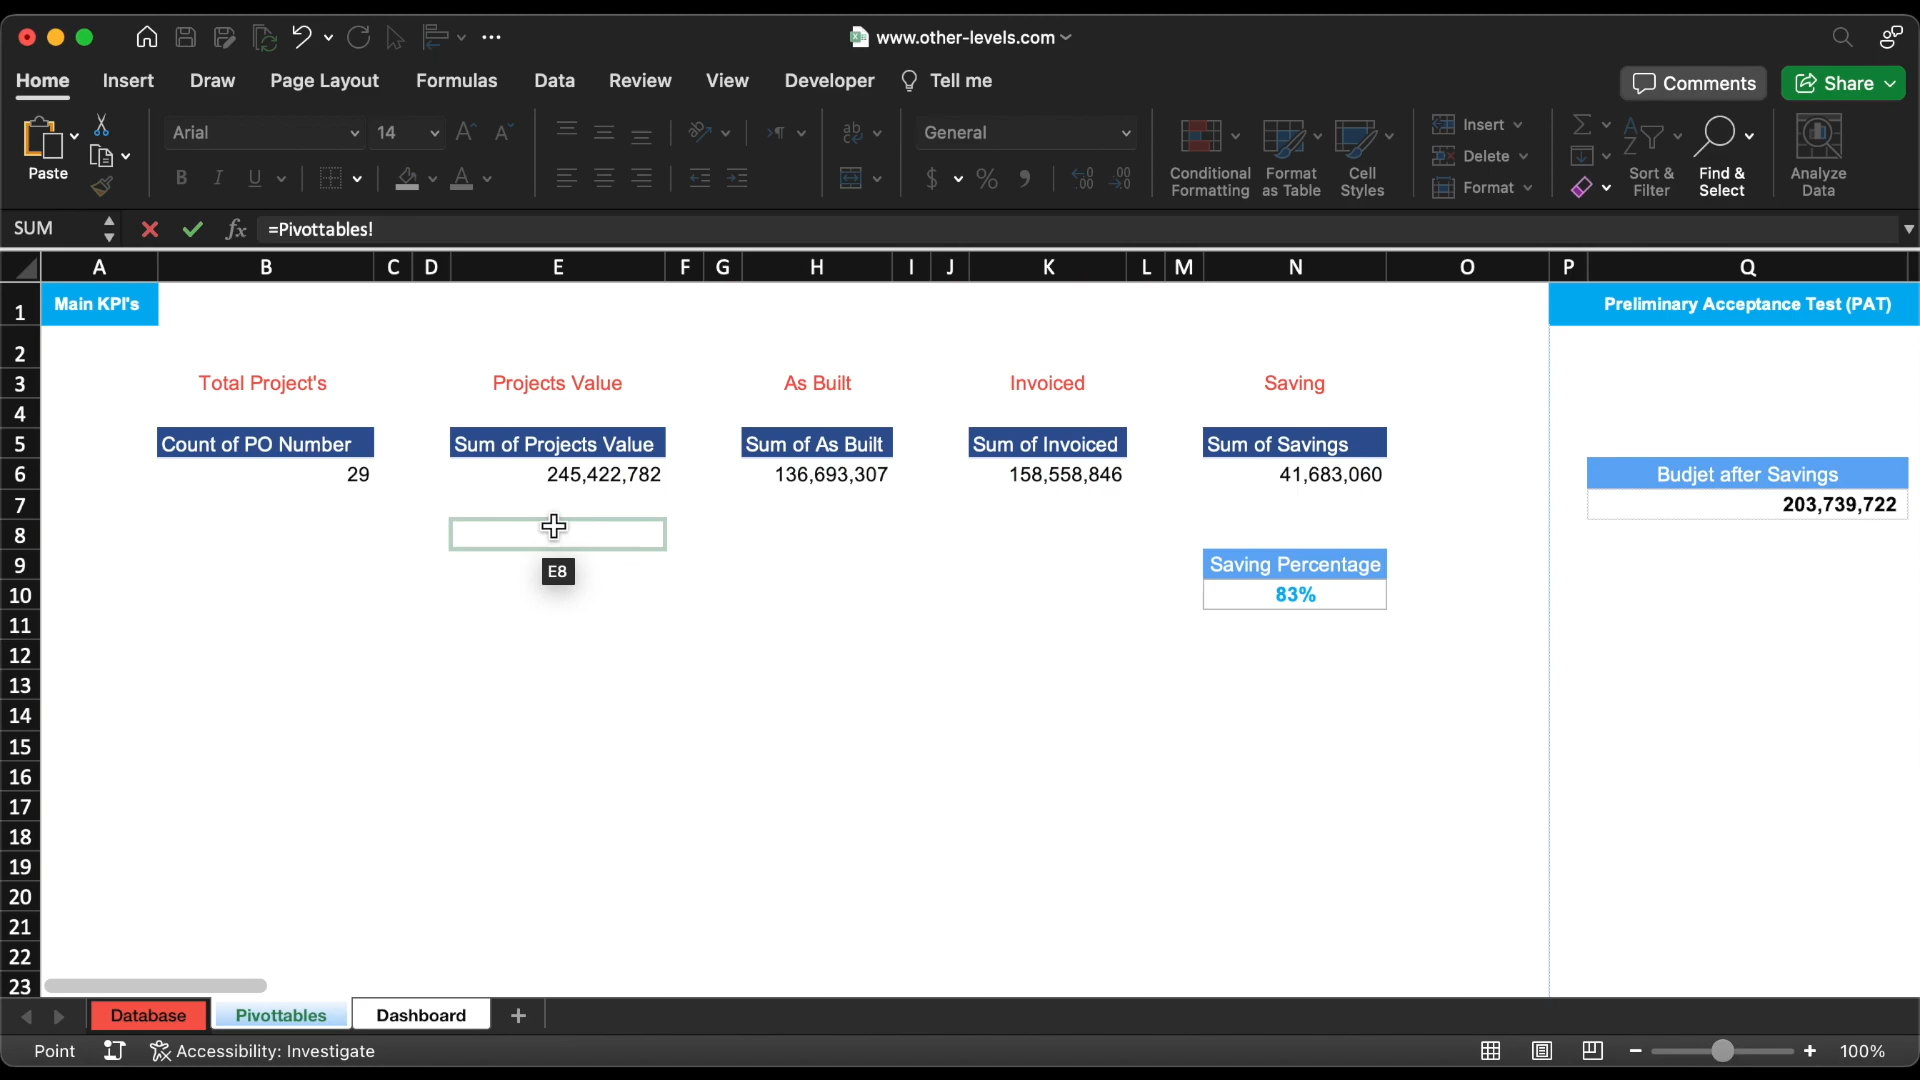 www.other-levels.com
Home Insert Draw Page Layout Formulas Data Review View Developer Tell me Comments Share
Paste Arial 14 General Conditional Formatting Format as Table Cell Styles Insert Delete Format Sort & Filter Find & Select Analyze Data
SUM fx =Pivottables!
A B C D E F G H I J K L M N O P Q
1 Main KPI's Preliminary Acceptance Test (PAT)
2
3 Total Project's Projects Value As Built Invoiced Saving
4
5 Count of PO Number Sum of Projects Value Sum of As Built Sum of Invoiced Sum of Savings
6 29 245,422,782 136,693,307 158,558,846 41,683,060 Budjet after Savings
7 203,739,722
8
9 E8 Saving Percentage
10 83%
11
12
13
14
15
16
17
18
19
20
21
22
23
Database Pivottables Dashboard +
Point Accessibility: Investigate 100%